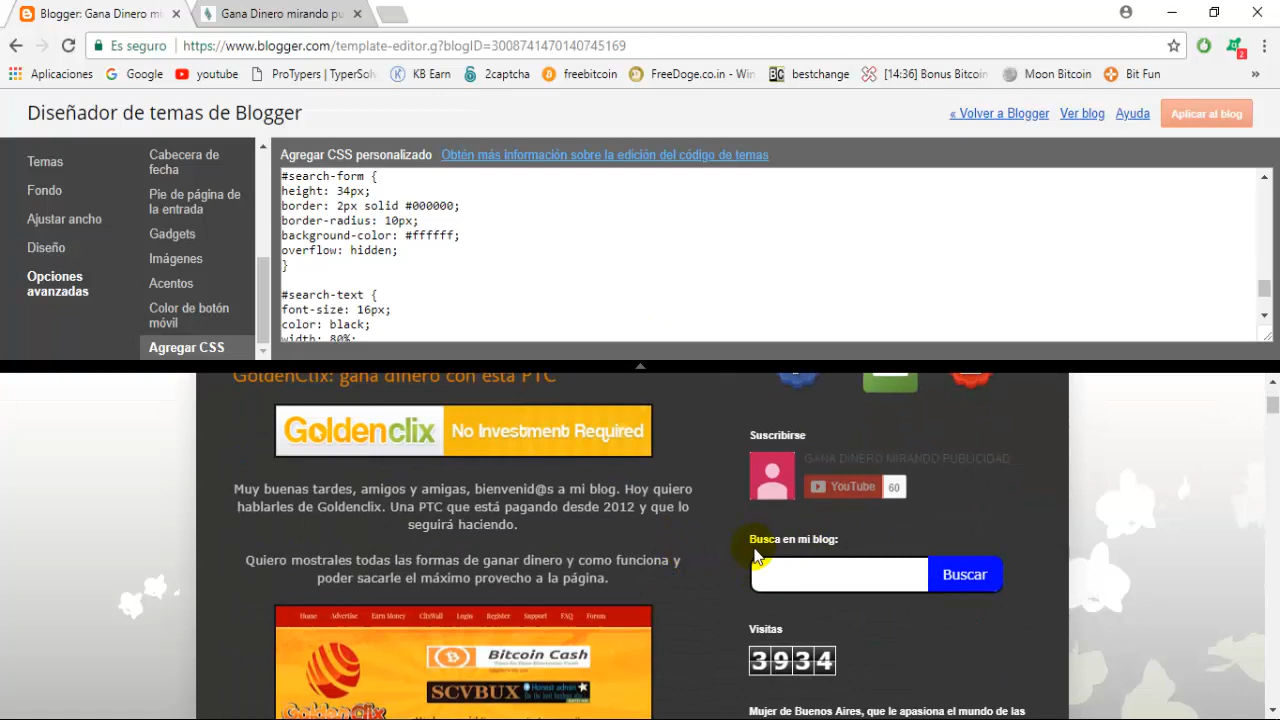 Blogger: Gana Dinero mi
Gana Dinero mirando pu
Es seguro
https://www.blogger.com/template-editor.g?blogID=3008741470140745169
2
Aplicaciones
Google
youtube
ProTypers | TyperSol
KB Earn
2captcha
freebitcoin
FreeDoge.co.in - Win
BC bestchange
[14:36] Bonus Bitcoin
Moon Bitcoin
Bit Fun
»
Diseñador de temas de Blogger
« Volver a Blogger
Ver blog
Ayuda
Aplicar al blog
Temas
Fondo
Ajustar ancho
Diseño
Opciones
avanzadas
Cabecera de
fecha
Pie de página de
la entrada
Gadgets
Imágenes
Acentos
Color de botón
móvil
Agregar CSS
Agregar CSS personalizado
Obtén más información sobre la edición del código de temas
#search-form {
height: 34px;
border: 2px solid #000000;
border-radius: 10px;
background-color: #ffffff;
overflow: hidden;
}
#search-text {
font-size: 16px;
color: black;
width: 80%;
GoldenClix: gana dinero con esta PTC
Goldenclix
No Investment Required
Muy buenas tardes, amigos y amigas, bienvenid@s a mi blog. Hoy quiero
hablarles de Goldenclix. Una PTC que está pagando desde 2012 y que lo
seguirá haciendo.
Quiero mostrales todas las formas de ganar dinero y como funciona y
poder sacarle el máximo provecho a la página.
Home Advertise Earn Money ClixWall Login Register Support FAQ Forum
Bitcoin Cash
SCVBUX
Honest admin
GoldenClix
Suscribirse
GANA DINERO MIRANDO PUBLICIDAD
YouTube
60
Busca en mi blog:
Buscar
Visitas
3934
Mujer de Buenos Aires, que le apasiona el mundo de las